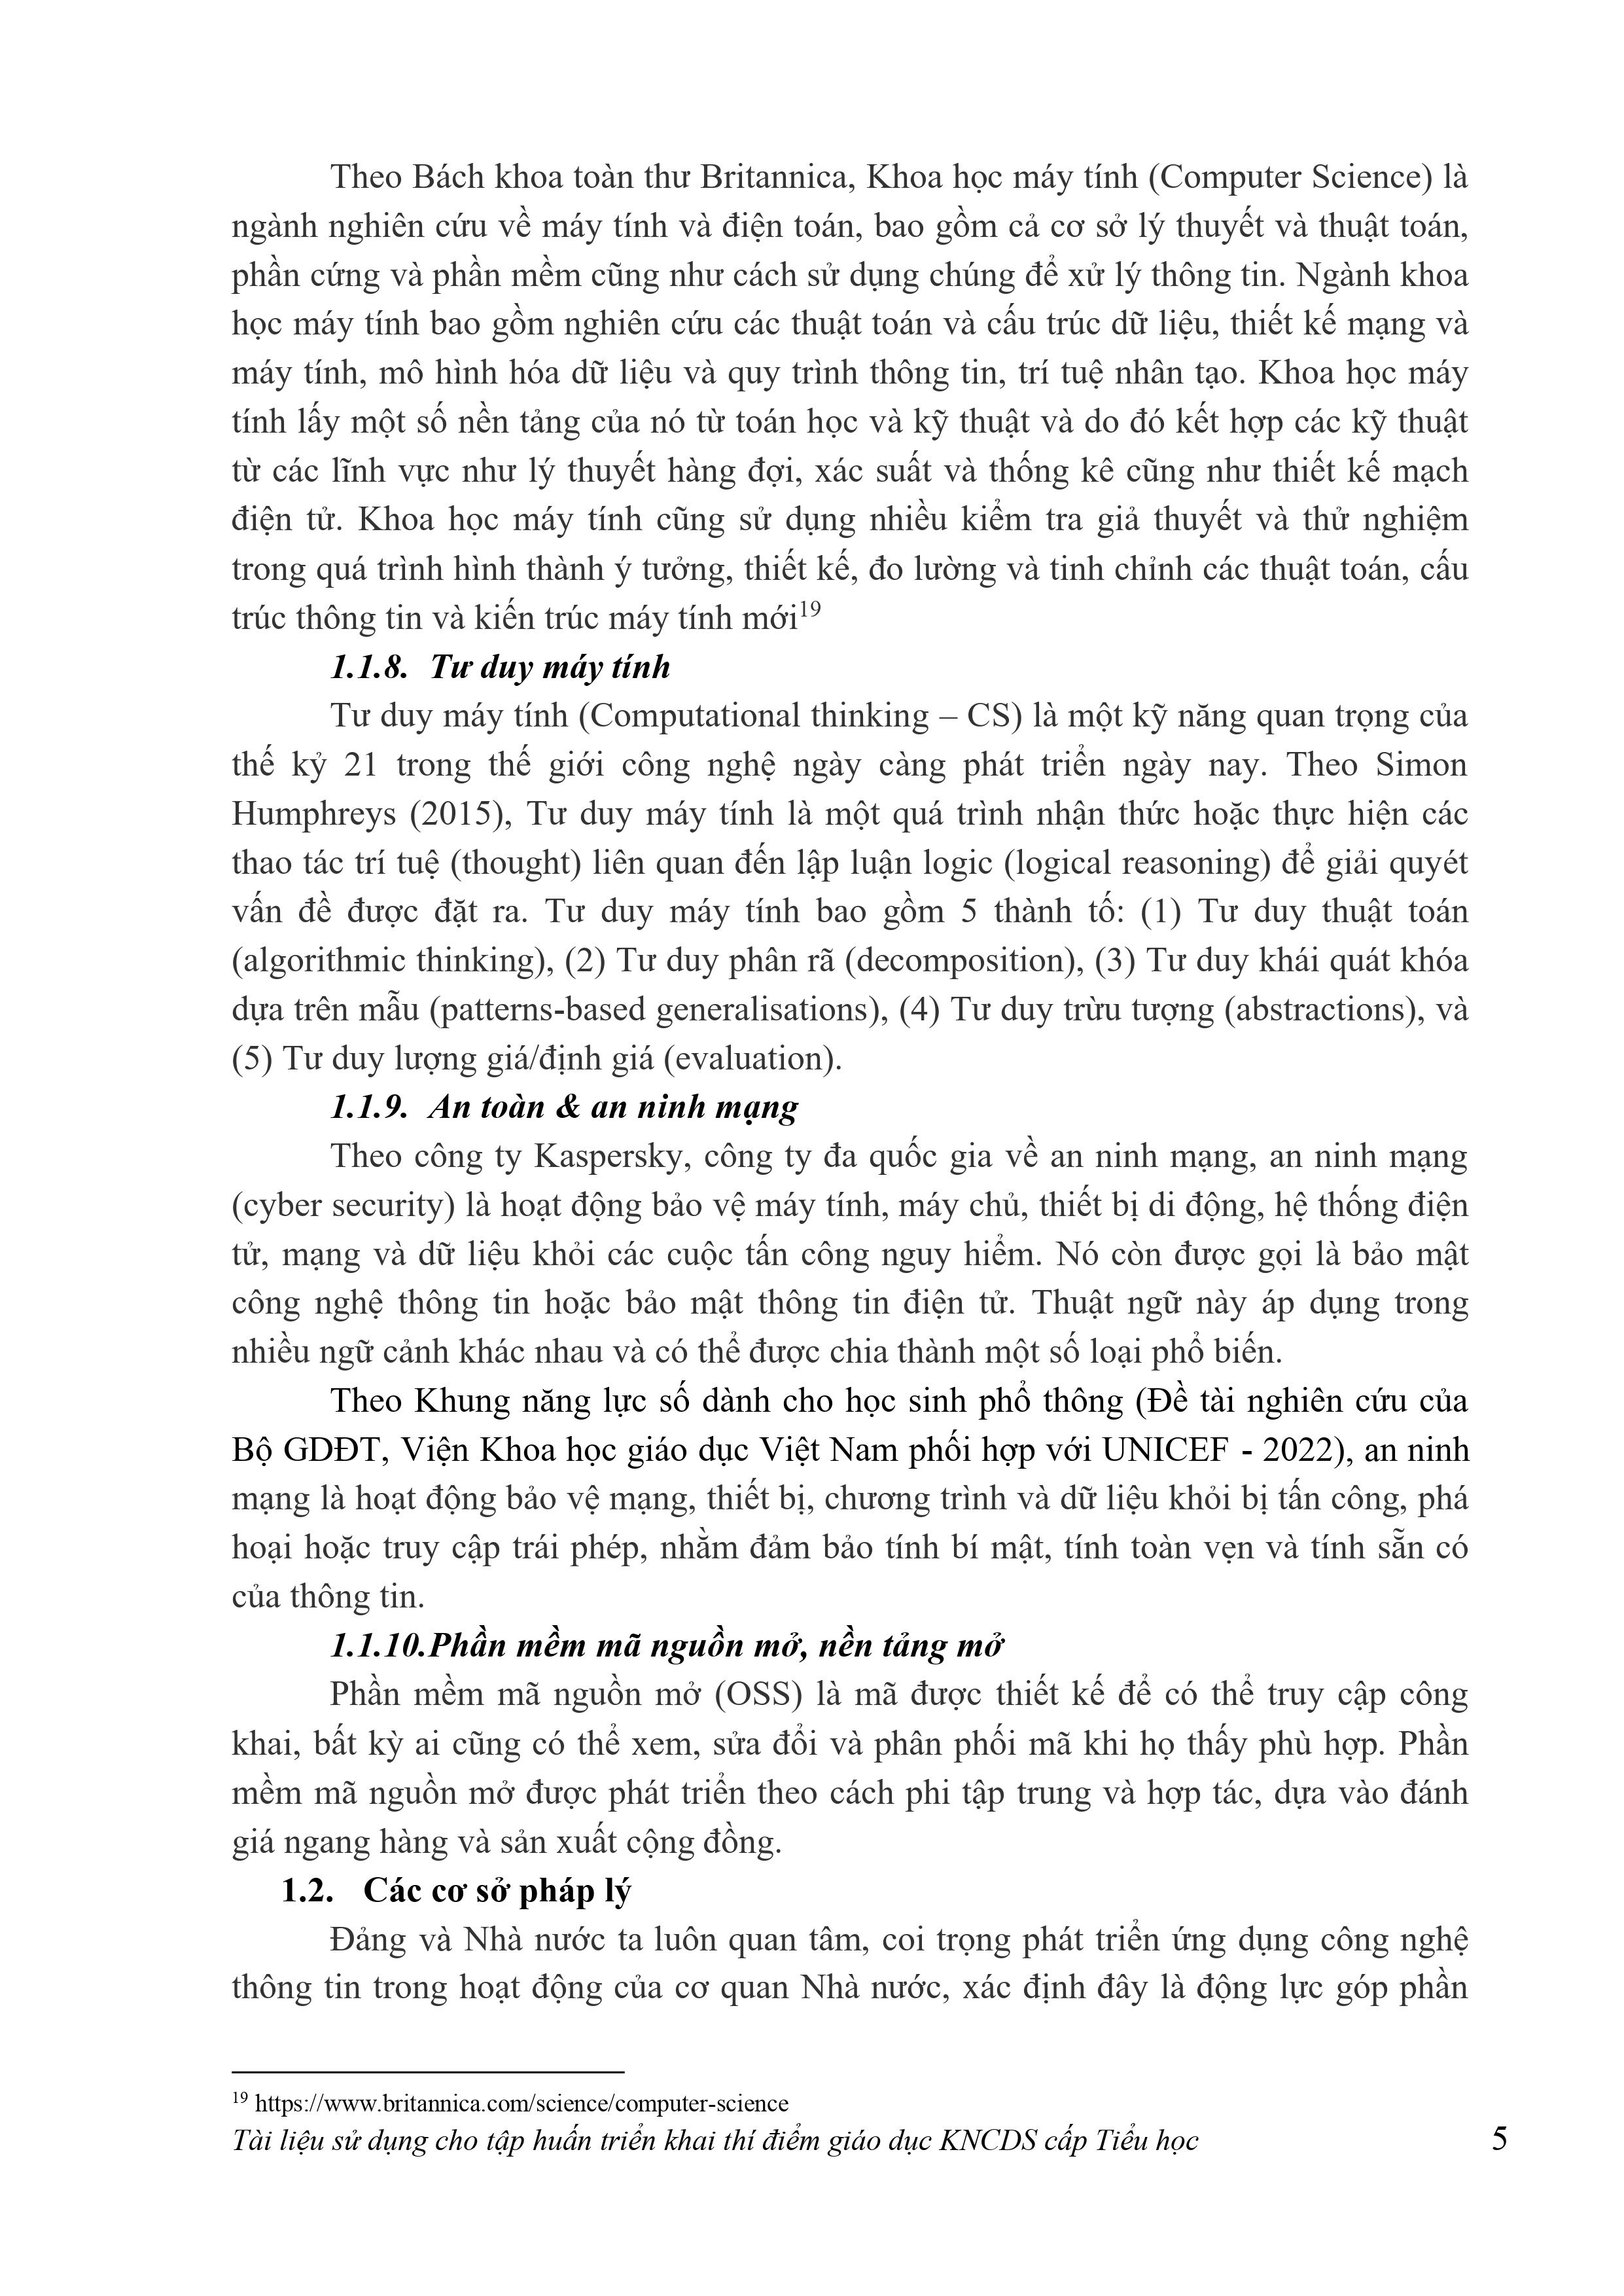 Theo Bách khoa toàn thư Britannica, Khoa học máy tính (Computer Science) là
ngành nghiên cứu về máy tính và điện toán, bao gồm cả cơ sở lý thuyết và thuật toán,
phần cứng và phần mềm cũng như cách sử dụng chúng để xử lý thông tin. Ngành khoa
học máy tính bao gồm nghiên cứu các thuật toán và cấu trúc dữ liệu, thiết kế mạng và
máy tính, mô hình hóa dữ liệu và quy trình thông tin, trí tuệ nhân tạo. Khoa học máy
tính lấy một số nền tảng của nó từ toán học và kỹ thuật và do đó kết hợp các kỹ thuật
từ các lĩnh vực như lý thuyết hàng đợi, xác suất và thống kê cũng như thiết kế mạch
điện tử. Khoa học máy tính cũng sử dụng nhiều kiểm tra giả thuyết và thử nghiệm
trong quá trình hình thành ý tưởng, thiết kế, đo lường và tinh chỉnh các thuật toán, cấu
trúc thông tin và kiến trúc máy tính mới19
1.1.8. Tư duy máy tính
Tư duy máy tính (Computational thinking – CS) là một kỹ năng quan trọng của
thế kỷ 21 trong thế giới công nghệ ngày càng phát triển ngày nay. Theo Simon
Humphreys (2015), Tư duy máy tính là một quá trình nhận thức hoặc thực hiện các
thao tác trí tuệ (thought) liên quan đến lập luận logic (logical reasoning) để giải quyết
vấn đề được đặt ra. Tư duy máy tính bao gồm 5 thành tố: (1) Tư duy thuật toán
(algorithmic thinking), (2) Tư duy phân rã (decomposition), (3) Tư duy khái quát khóa
dựa trên mẫu (patterns-based generalisations), (4) Tư duy trừu tượng (abstractions), và
(5) Tư duy lượng giá/định giá (evaluation).
1.1.9. An toàn & an ninh mạng
Theo công ty Kaspersky, công ty đa quốc gia về an ninh mạng, an ninh mạng
(cyber security) là hoạt động bảo vệ máy tính, máy chủ, thiết bị di động, hệ thống điện
tử, mạng và dữ liệu khỏi các cuộc tấn công nguy hiểm. Nó còn được gọi là bảo mật
công nghệ thông tin hoặc bảo mật thông tin điện tử. Thuật ngữ này áp dụng trong
nhiều ngữ cảnh khác nhau và có thể được chia thành một số loại phổ biến.
Theo Khung năng lực số dành cho học sinh phổ thông (Đề tài nghiên cứu của
Bộ GDĐT, Viện Khoa học giáo dục Việt Nam phối hợp với UNICEF - 2022), an ninh
mạng là hoạt động bảo vệ mạng, thiết bị, chương trình và dữ liệu khỏi bị tấn công, phá
hoại hoặc truy cập trái phép, nhằm đảm bảo tính bí mật, tính toàn vẹn và tính sẵn có
của thông tin.
1.1.10.Phần mềm mã nguồn mở, nền tảng mở
Phần mềm mã nguồn mở (OSS) là mã được thiết kế để có thể truy cập công
khai, bất kỳ ai cũng có thể xem, sửa đổi và phân phối mã khi họ thấy phù hợp. Phần
mềm mã nguồn mở được phát triển theo cách phi tập trung và hợp tác, dựa vào đánh
giá ngang hàng và sản xuất cộng đồng.
1.2. Các cơ sở pháp lý
Đảng và Nhà nước ta luôn quan tâm, coi trọng phát triển ứng dụng công nghệ
thông tin trong hoạt động của cơ quan Nhà nước, xác định đây là động lực góp phần
19 https://www.britannica.com/science/computer-science
Tài liệu sử dụng cho tập huấn triển khai thí điểm giáo dục KNCDS cấp Tiểu học 5